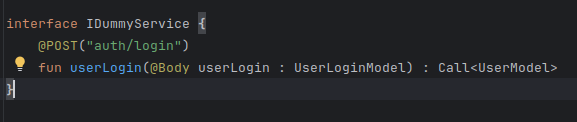 interface IDummyService {
@POST("auth/login")
fun userLogin(@Body userLogin : UserLoginModel) : Call<UserModel>
}